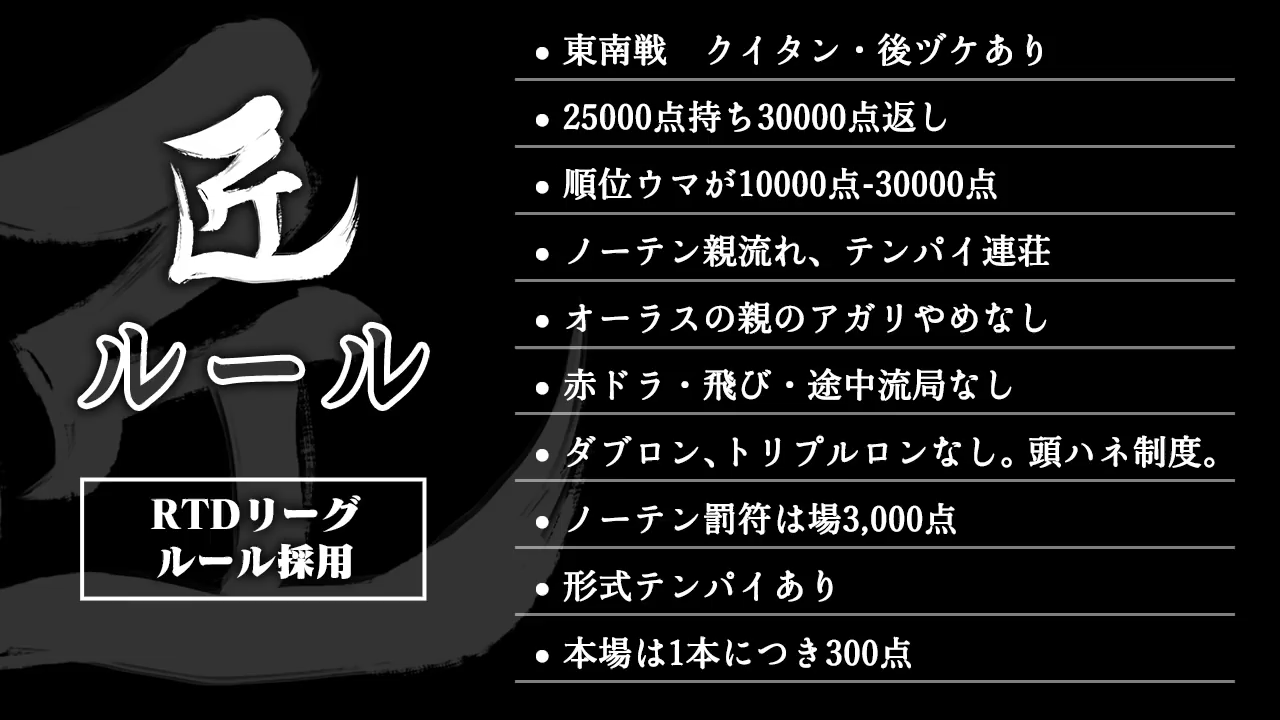 匠
ルール
RTDリーグ
ルール採用
● 東南戦　クイタン・後ヅケあり
● 25000点持ち30000点返し
● 順位ウマが10000点-30000点
● ノーテン親流れ、テンパイ連荘
● オーラスの親のアガリやめなし
● 赤ドラ・飛び・途中流局なし
● ダブロン、トリプルロンなし。頭ハネ制度。
● ノーテン罰符は場3,000点
● 形式テンパイあり
● 本場は1本につき300点